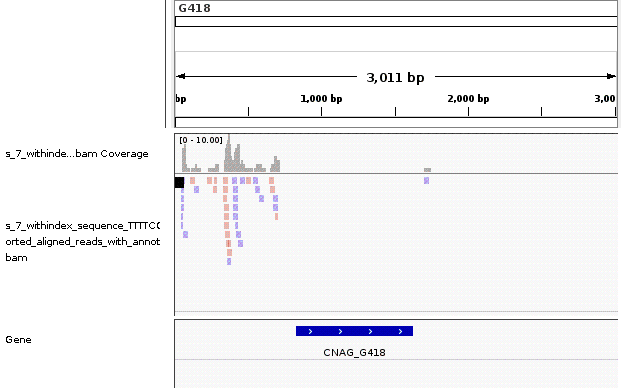 G418
3,011 bp
bp 1,000 bp 2,000 bp 3,00
[0 - 10.00]
s_7_withinde...bam Coverage
s_7_withindex_sequence_TTTTCC
orted_aligned_reads_with_annot
bam
Gene
CNAG_G418